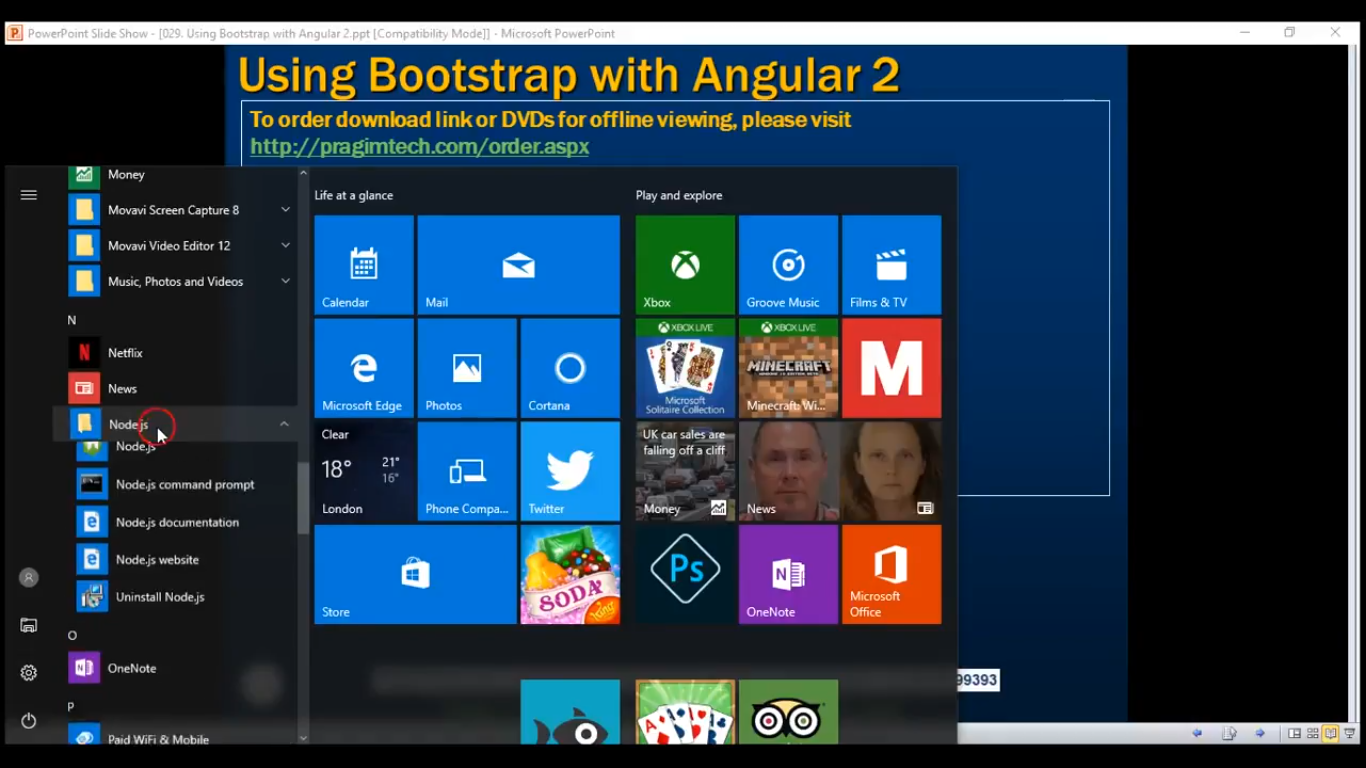 PowerPoint Slide Show - [029. Using Bootstrap with Angular 2.ppt [Compatibility Mode]] - Microsoft PowerPoint
Using Bootstrap with Angular 2
To order download link or DVDs for offline viewing, please visit
http://pragimtech.com/order.aspx
Money
Movavi Screen Capture 8
Movavi Video Editor 12
Music, Photos and Videos
N
Netflix
News
Node.js
Node.js
Node.js command prompt
Node.js documentation
Node.js website
Uninstall Node.js
O
OneNote
P
Paid WiFi & Mobile
Life at a glance
Calendar
Mail
Microsoft Edge
Photos
Cortana
Clear
18°
21°
16°
London
Phone Compa...
Twitter
Store
SODA
King
Play and explore
Xbox
Groove Music
Films & TV
XBOX LIVE
Microsoft
Solitaire Collection
XBOX LIVE
MINECRAFT
Minecraft: Wi...
M
UK car sales are
falling off a cliff
Money
News
Ps
OneNote
Microsoft
Office
99393